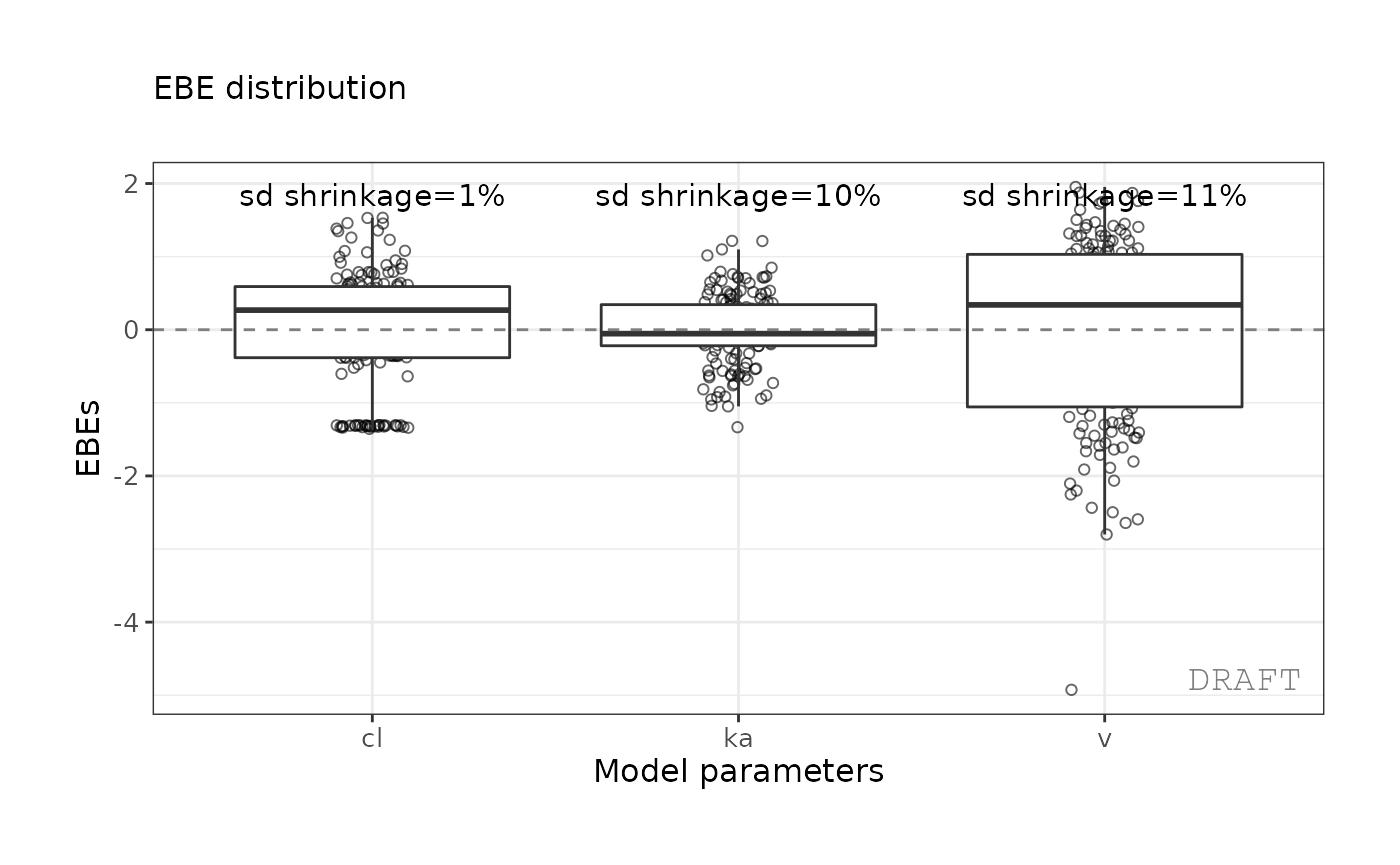 EBE distribution
sd shrinkage=1%
sd shrinkage=10%
sd shrinkage=11%
2
0
-2
-4
EBEs
DRAFT
cl
ka
v
Model parameters